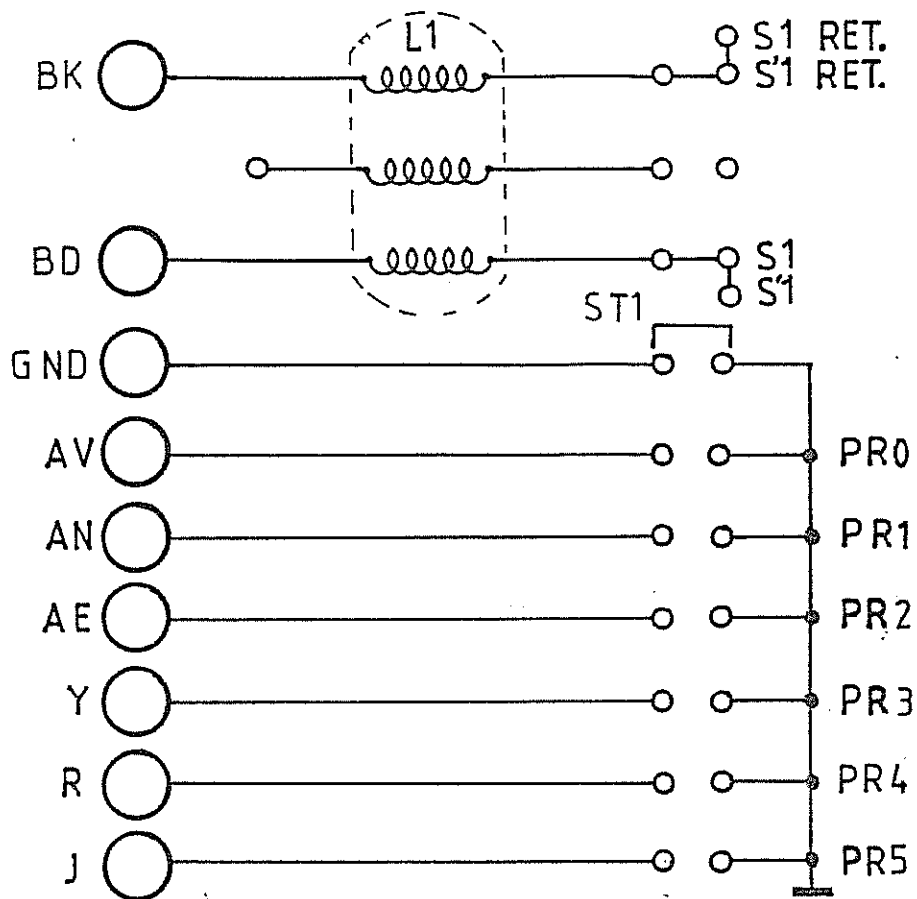 L1
S1 RET.
BK
S'1 RET.
BD
S1
S'1
ST1
GND
AV
PR0
AN
PR1
AE
PR2
Y
PR3
R
PR4
J
PR5